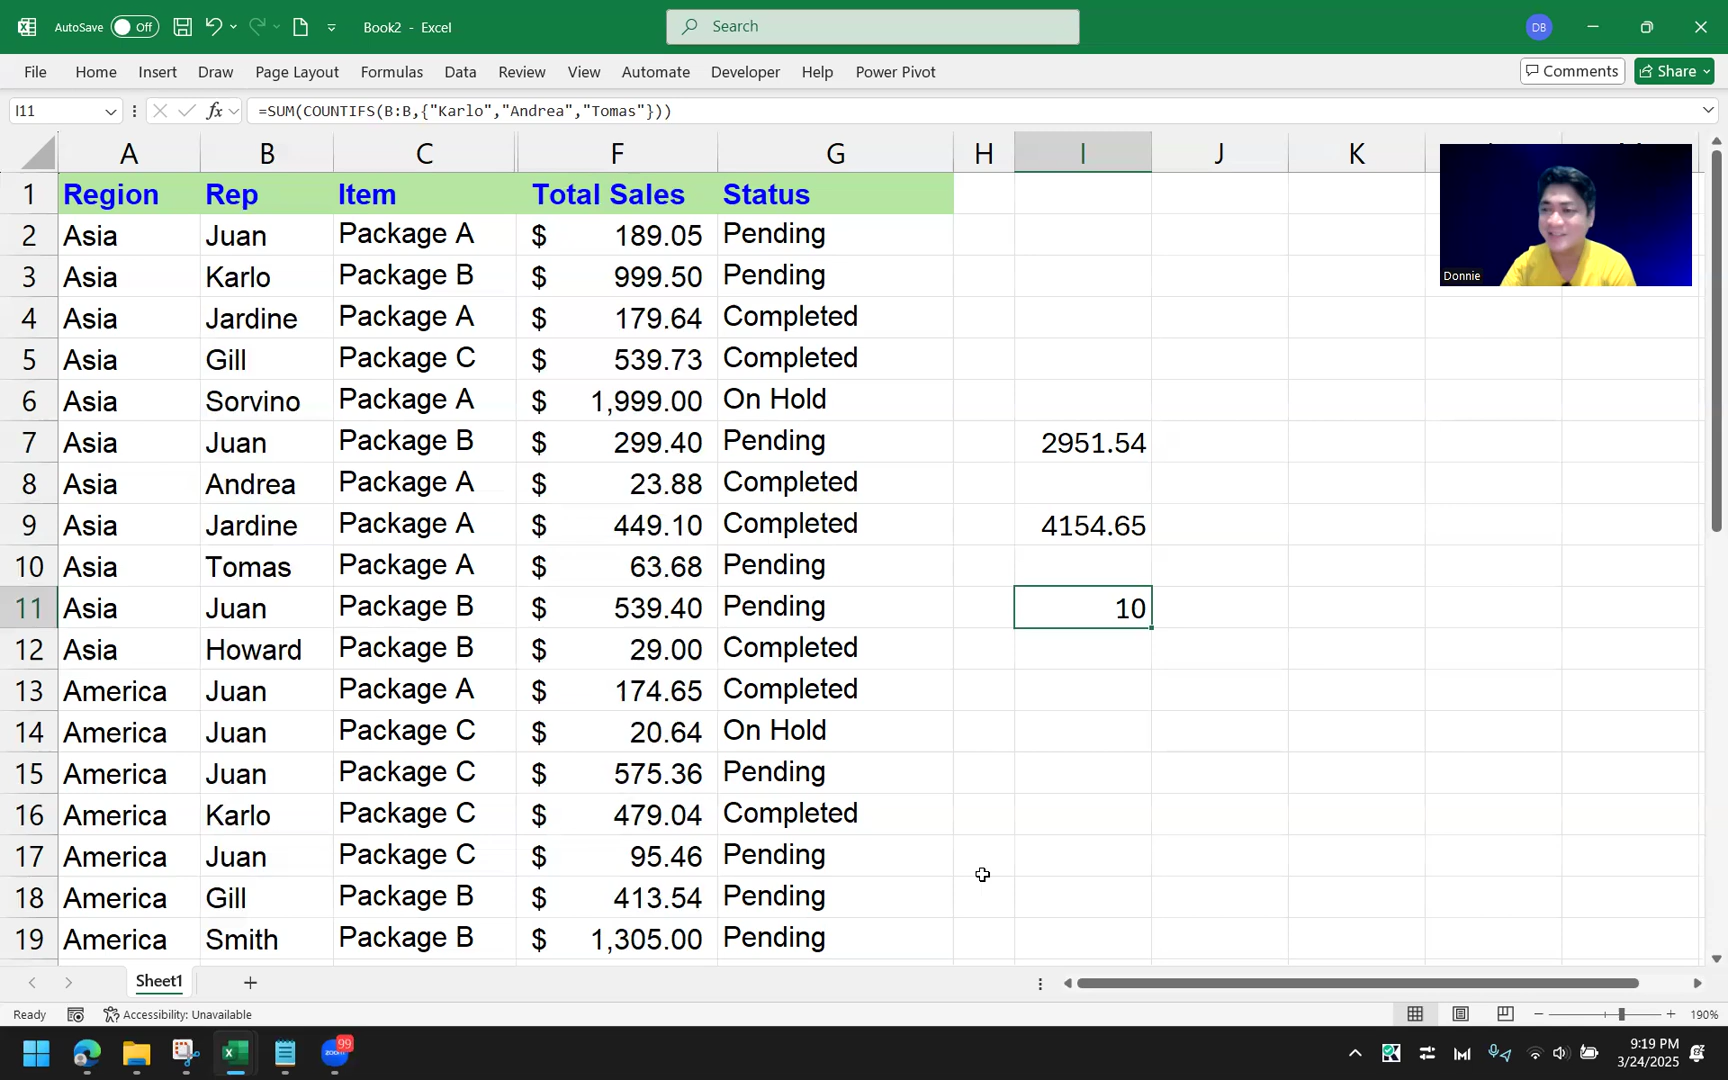 AutoSave Off Book2 - Excel Search DB
File Home Insert Draw Page Layout Formulas Data Review View Automate Developer Help Power Pivot Comments Share
I11 fx =SUM(COUNTIFS(B:B,{"Karlo","Andrea","Tomas"}))
A B C F G H I J K
1 Region Rep Item Total Sales Status
2 Asia Juan Package A $ 189.05 Pending
3 Asia Karlo Package B $ 999.50 Pending
Donnie
4 Asia Jardine Package A $ 179.64 Completed
5 Asia Gill Package C $ 539.73 Completed
6 Asia Sorvino Package A $ 1,999.00 On Hold
7 Asia Juan Package B $ 299.40 Pending 2951.54
8 Asia Andrea Package A $ 23.88 Completed
9 Asia Jardine Package A $ 449.10 Completed 4154.65
10 Asia Tomas Package A $ 63.68 Pending
11 Asia Juan Package B $ 539.40 Pending 10
12 Asia Howard Package B $ 29.00 Completed
13 America Juan Package A $ 174.65 Completed
14 America Juan Package C $ 20.64 On Hold
15 America Juan Package C $ 575.36 Pending
16 America Karlo Package C $ 479.04 Completed
17 America Juan Package C $ 95.46 Pending
18 America Gill Package B $ 413.54 Pending
19 America Smith Package B $ 1,305.00 Pending
Sheet1
Ready Accessibility: Unavailable 190%
99 zoom 9:19 PM
3/24/2025